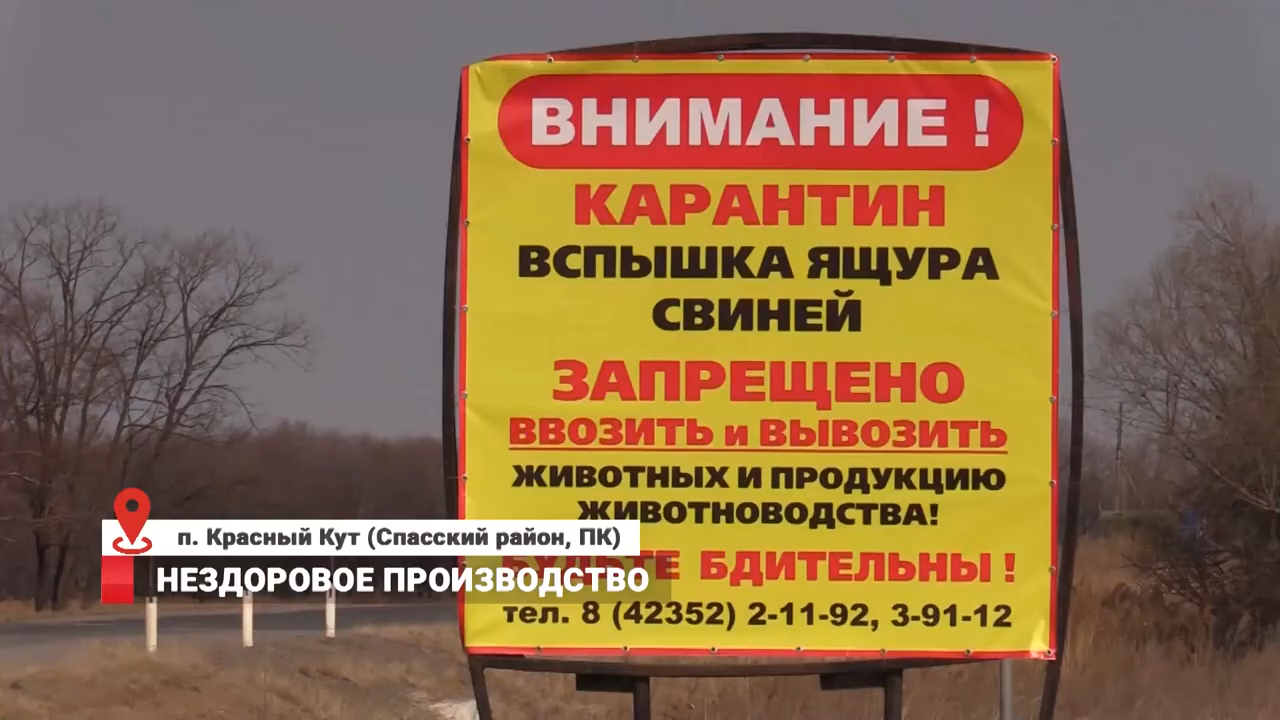 ВНИМАНИЕ !
КАРАНТИН
ВСПЫШКА ЯЩУРА
СВИНЕЙ
ЗАПРЕЩЕНО
ВВОЗИТЬ и ВЫВОЗИТЬ
ЖИВОТНЫХ И ПРОДУКЦИЮ
ЖИВОТНОВОДСТВА!
БУДЬТЕ БДИТЕЛЬНЫ !
тел. 8 (42352) 2-11-92, 3-91-12
п. Красный Кут (Спасский район, ПК)
НЕЗДОРОВОЕ ПРОИЗВОДСТВО